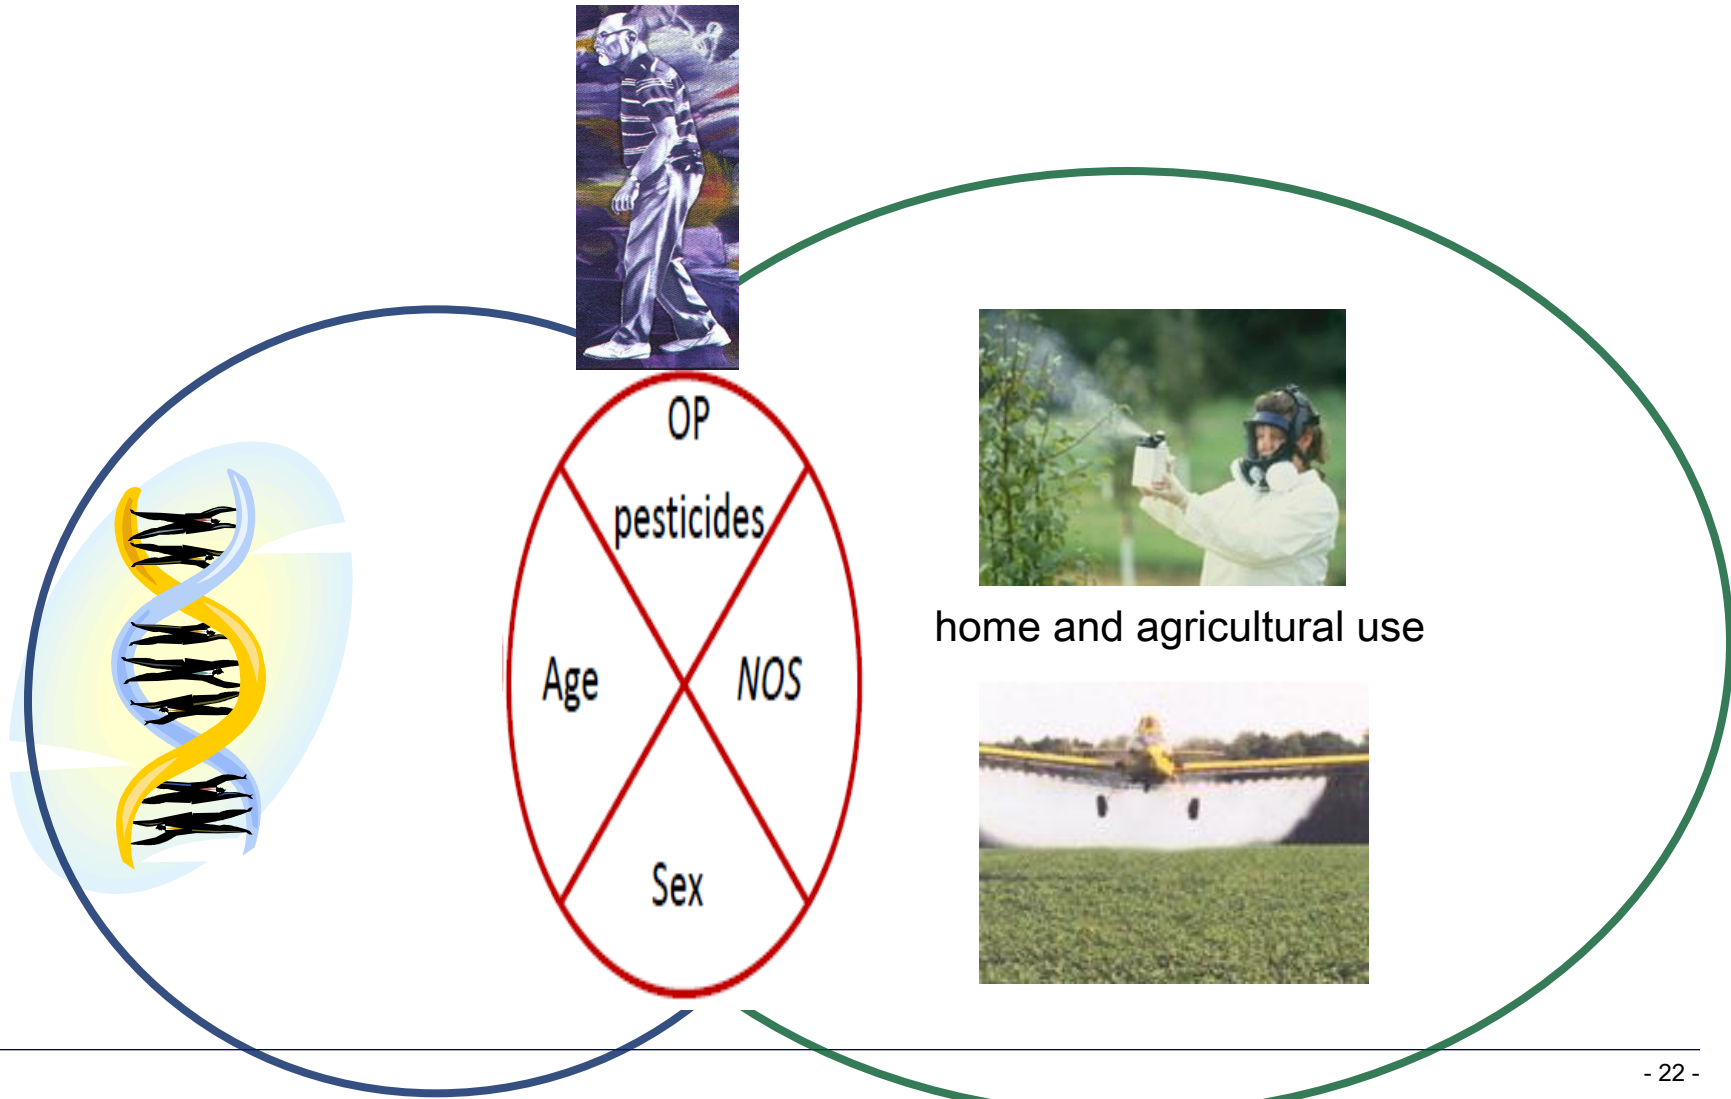 OP
pesticides
Age
NOS
Sex
home and agricultural use
- 22 -